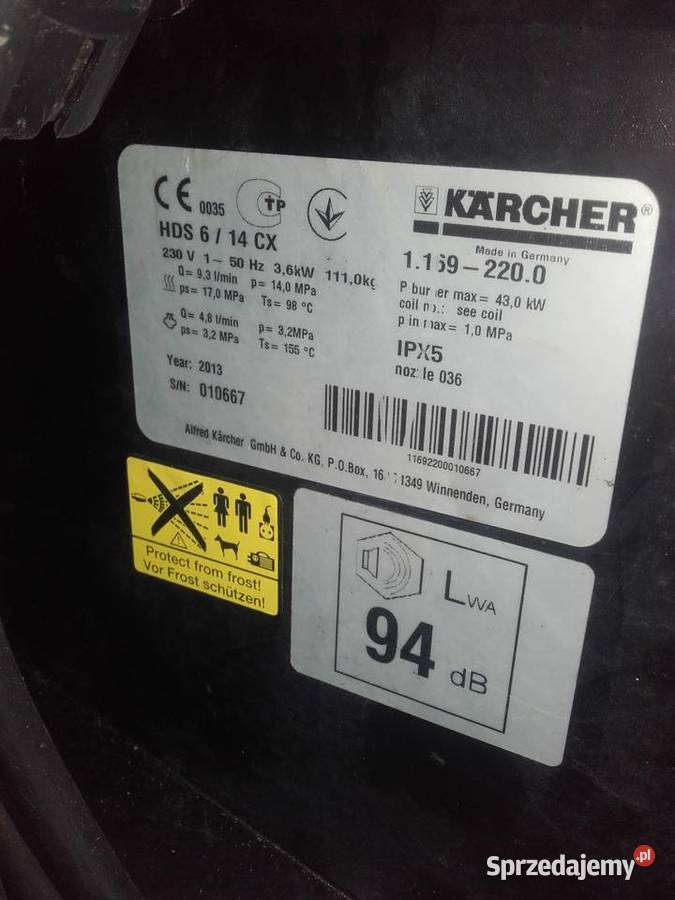 CE 0035
TP
KÄRCHER®
Made in Germany
HDS 6 / 14 CX
230 V 1~ 50 Hz 3,6kW 111,0kg
Q= 9,3 l/min p= 14,0 MPa
ps= 17,0 MPa Ts= 98 °C
Q= 4,8 l/min p= 3,2MPa
ps= 3,2 MPa Ts= 155 °C
Year: 2013
S/N: 010667
1.169-220.0
P burner max= 43,0 kW
coil no.: see coil
p in max= 1,0 MPa
IPX5
nozzle 036
11692200010667
Alfred Kärcher GmbH & Co. KG, P.O.Box, 16 71349 Winnenden, Germany
Protect from frost!
Vor Frost schützen!
LWA
94 dB
Sprzedajemy.pl